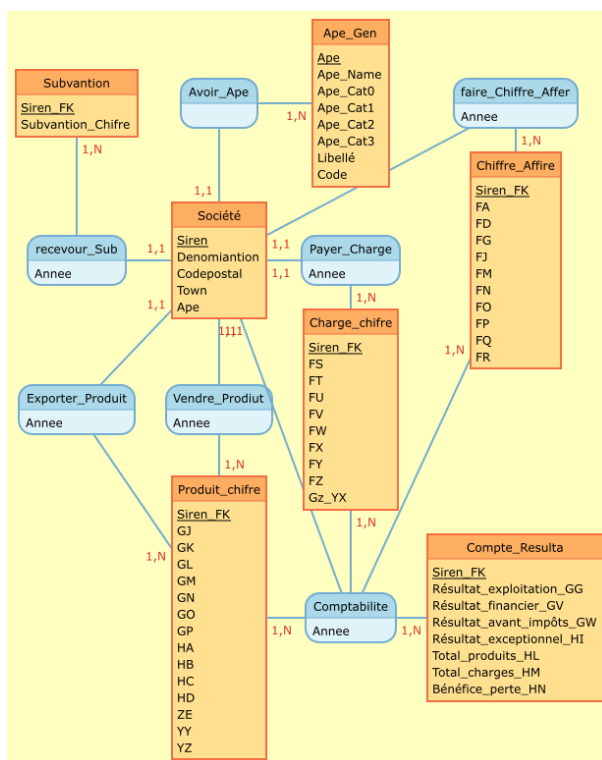 Ape_Gen
Ape
Ape_Name
Ape_Cat0
Ape_Cat1
Ape_Cat2
Ape_Cat3
Libellé
Code
Subvantion
Siren_FK
Subvantion_Chifre
1,N
Avoir_Ape
1,N
1,1
faire_Chiffre_Affer
Annee
1,N
Chiffre_Affire
Siren_FK
FA
FD
FG
FJ
FM
FN
FO
FP
FQ
FR
1,N
recevour_Sub
Annee
1,1
Société
Siren
Denomiantion
Codepostal
Town
Ape
1,1
1,1
1,1
Payer_Charge
Annee
1,N
Charge_chifre
Siren_FK
FS
FT
FU
FV
FW
FX
FY
FZ
Gz_YX
1,N
Exporter_Produit
Annee
1,N
Vendre_Prodiut
Annee
1,N
Produit_chifre
Siren_FK
GJ
GK
GL
GM
GN
GO
GP
HA
HB
HC
HD
ZE
YY
YZ
1,N
Comptabilite
Annee
1,N
Compte_Resulta
Siren_FK
Résultat_exploitation_GG
Résultat_financier_GV
Résultat_avant_impôts_GW
Résultat_exceptionnel_HI
Total_produits_HL
Total_charges_HM
Bénéfice_perte_HN